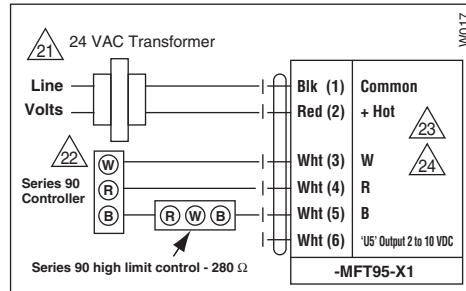 W017
21 24 VAC Transformer
Line
Volts
Blk (1) Common
Red (2) + Hot
23
22
24
Series 90
Controller
W
R
B
R W B
Wht (3) W
Wht (4) R
Wht (5) B
Wht (6) 'U5' Output 2 to 10 VDC
Series 90 high limit control - 280 Ω
-MFT95-X1